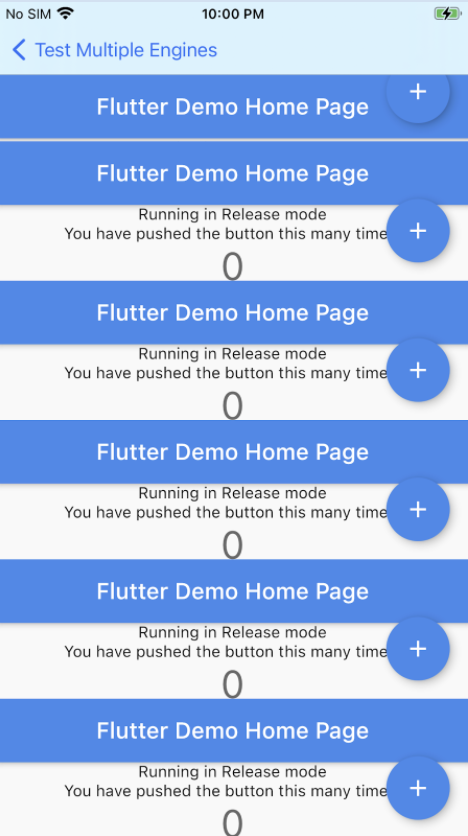 No SIM 10:00 PM
Test Multiple Engines
Flutter Demo Home Page
+
Flutter Demo Home Page
Running in Release mode
You have pushed the button this many time
+
0
Flutter Demo Home Page
Running in Release mode
You have pushed the button this many time
+
0
Flutter Demo Home Page
Running in Release mode
You have pushed the button this many time
+
0
Flutter Demo Home Page
Running in Release mode
You have pushed the button this many time
+
0
Flutter Demo Home Page
Running in Release mode
You have pushed the button this many time
+
0